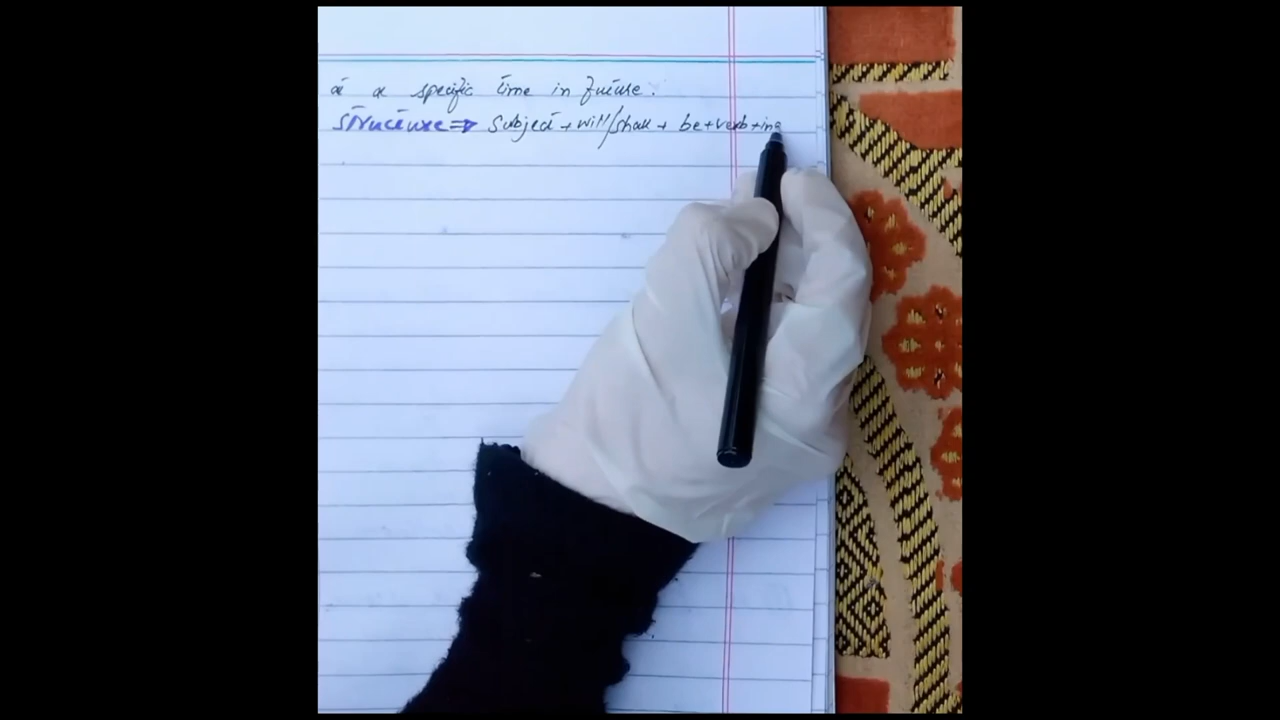 at a specific time in future.
Structure⇒ Subject + will/shall + be+verb+ing